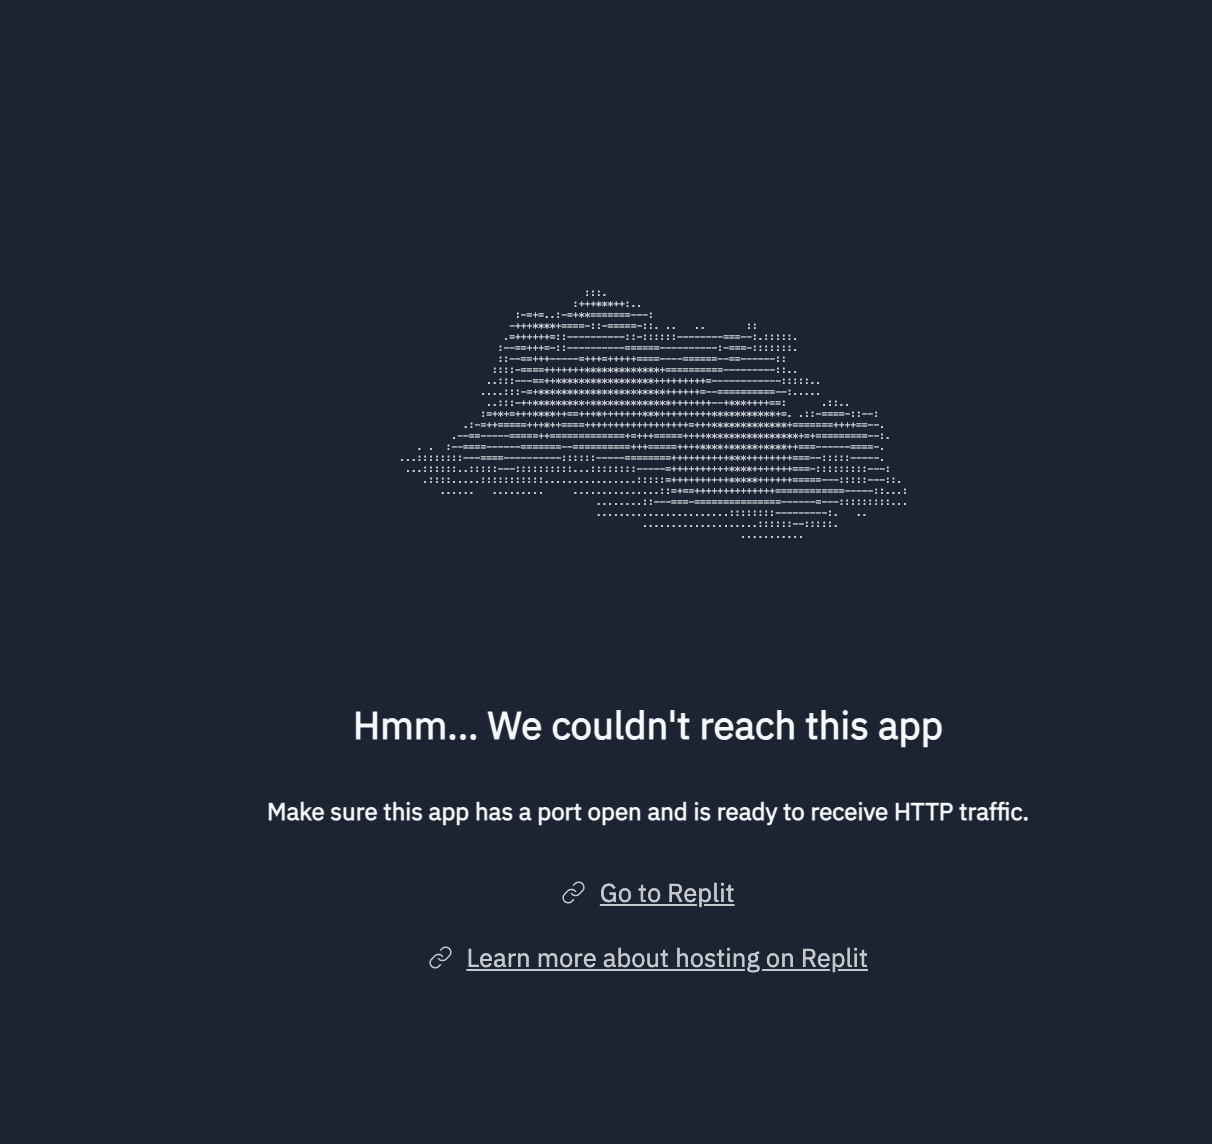 Hmm... We couldn't reach this app
Make sure this app has a port open and is ready to receive HTTP traffic.
Go to Replit
Learn more about hosting on Replit